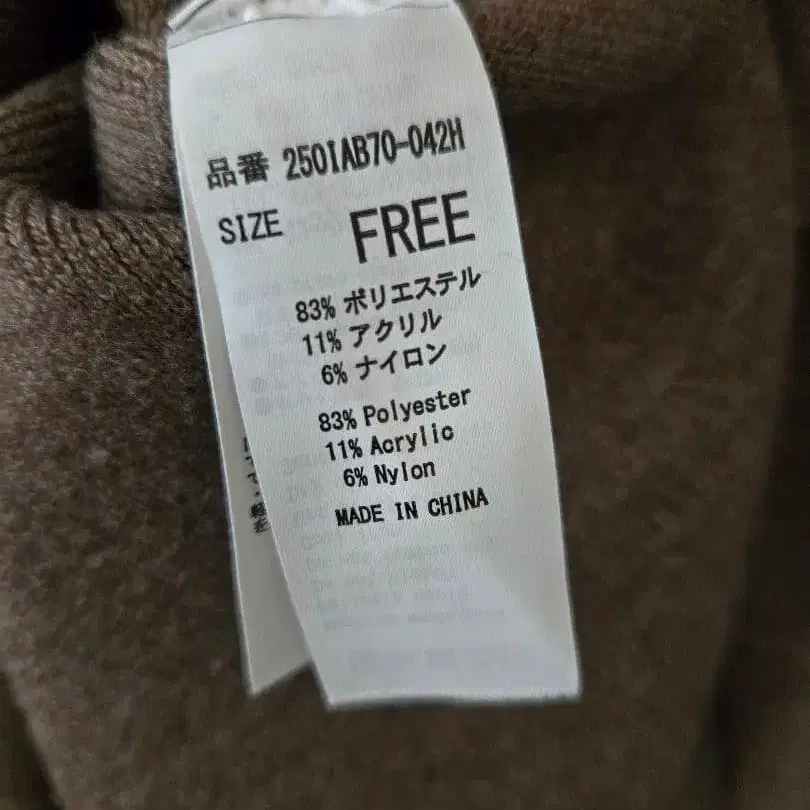 品番 250IAB70-042H
SIZE FREE
83% ポリエステル
11% アクリル
6% ナイロン
83% Polyester
11% Acrylic
6% Nylon
MADE IN CHINA